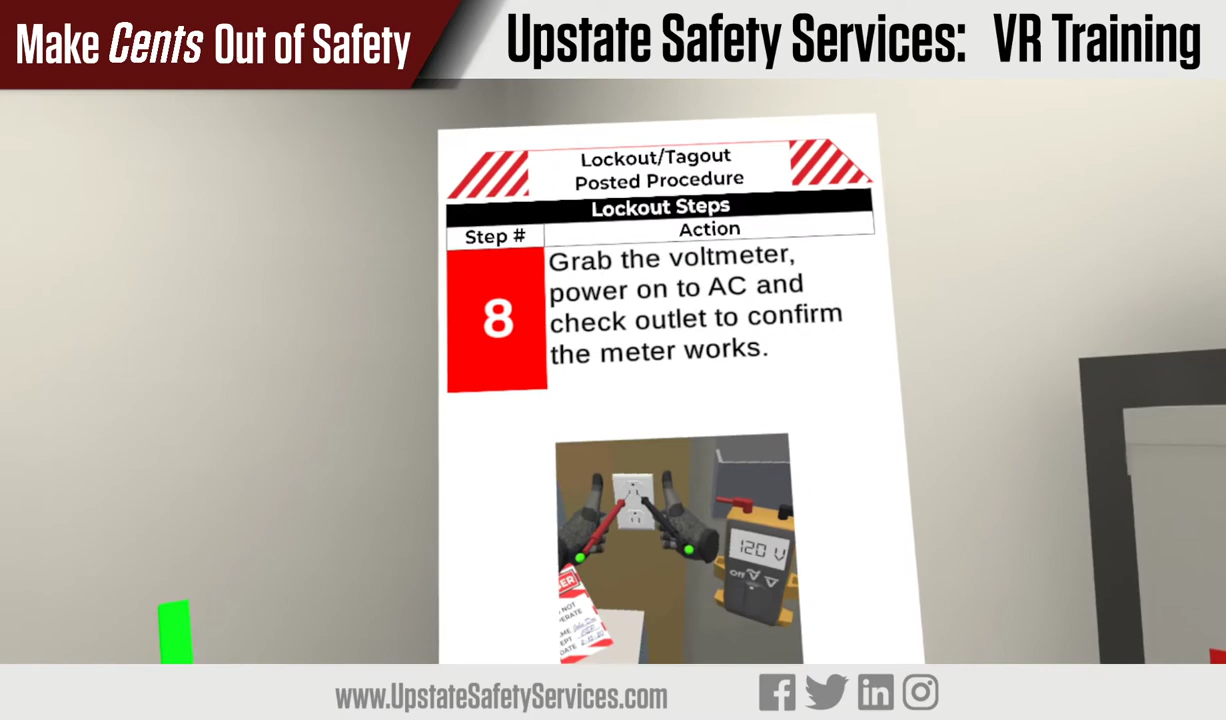 Make Cents Out of Safety
Upstate Safety Services: VR Training
Lockout/Tagout
Posted Procedure
Lockout Steps
Step #
Action
8
Grab the voltmeter,
power on to AC and
check outlet to confirm
the meter works.
120 V
Off V V
NOT
DATE
www.UpstateSafetyServices.com